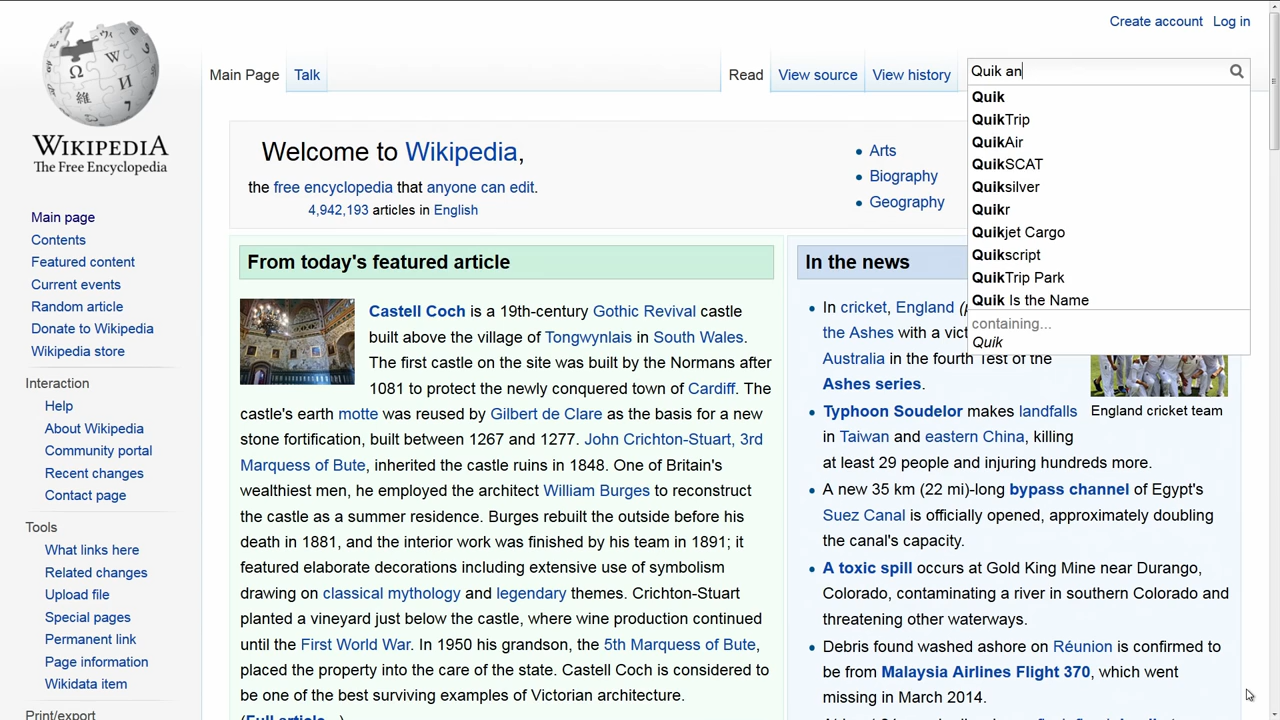 Create account Log in
Main Page Talk Read View source View history Quik an
WIKIPEDIA
The Free Encyclopedia
Main page
Contents
Featured content
Current events
Random article
Donate to Wikipedia
Wikipedia store
Interaction
Help
About Wikipedia
Community portal
Recent changes
Contact page
Tools
What links here
Related changes
Upload file
Special pages
Permanent link
Page information
Wikidata item
Print/export
Quik
QuikTrip
QuikAir
QuikSCAT
Quiksilver
Quikr
Quikjet Cargo
Quikscript
QuikTrip Park
Quik Is the Name
containing...
Quik
Welcome to Wikipedia,
the free encyclopedia that anyone can edit.
4,942,193 articles in English
Arts
Biography
Geography
From today's featured article
Castell Coch is a 19th-century Gothic Revival castle
built above the village of Tongwynlais in South Wales.
The first castle on the site was built by the Normans after
1081 to protect the newly conquered town of Cardiff. The
castle's earth motte was reused by Gilbert de Clare as the basis for a new
stone fortification, built between 1267 and 1277. John Crichton-Stuart, 3rd
Marquess of Bute, inherited the castle ruins in 1848. One of Britain's
wealthiest men, he employed the architect William Burges to reconstruct
the castle as a summer residence. Burges rebuilt the outside before his
death in 1881, and the interior work was finished by his team in 1891; it
featured elaborate decorations including extensive use of symbolism
drawing on classical mythology and legendary themes. Crichton-Stuart
planted a vineyard just below the castle, where wine production continued
until the First World War. In 1950 his grandson, the 5th Marquess of Bute,
placed the property into the care of the state. Castell Coch is considered to
be one of the best surviving examples of Victorian architecture.
(Full article...)
In the news
In cricket, England
the Ashes with a
Australia in the fourth Test of the
Ashes series.
England cricket team
Typhoon Soudelor makes landfalls
in Taiwan and eastern China, killing
at least 29 people and injuring hundreds more.
A new 35 km (22 mi)-long bypass channel of Egypt's
Suez Canal is officially opened, approximately doubling
the canal's capacity.
A toxic spill occurs at Gold King Mine near Durango,
Colorado, contaminating a river in southern Colorado and
threatening other waterways.
Debris found washed ashore on Réunion is confirmed to
be from Malaysia Airlines Flight 370, which went
missing in March 2014.